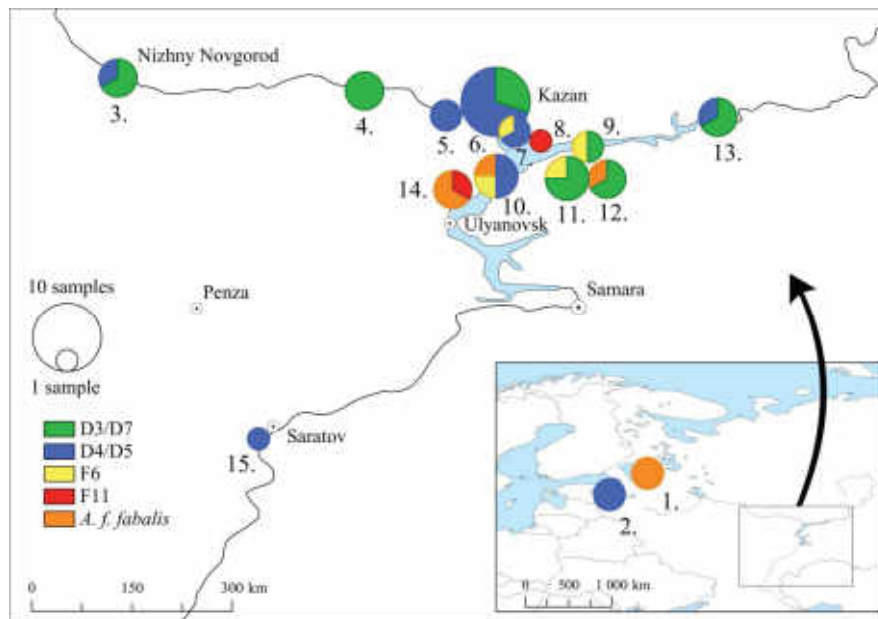 Nizhny Novgorod
3.
4.
Kazan
5.
6.
7.
8.
9.
13.
14.
10.
11.
12.
Ulyanovsk
10 samples
Penza
Samara
1 sample
D3/D7
D4/D5
F6
F11
A. f. fabalis
Saratov
15.
1.
2.
0 150 300 km
0 500 1 000 km